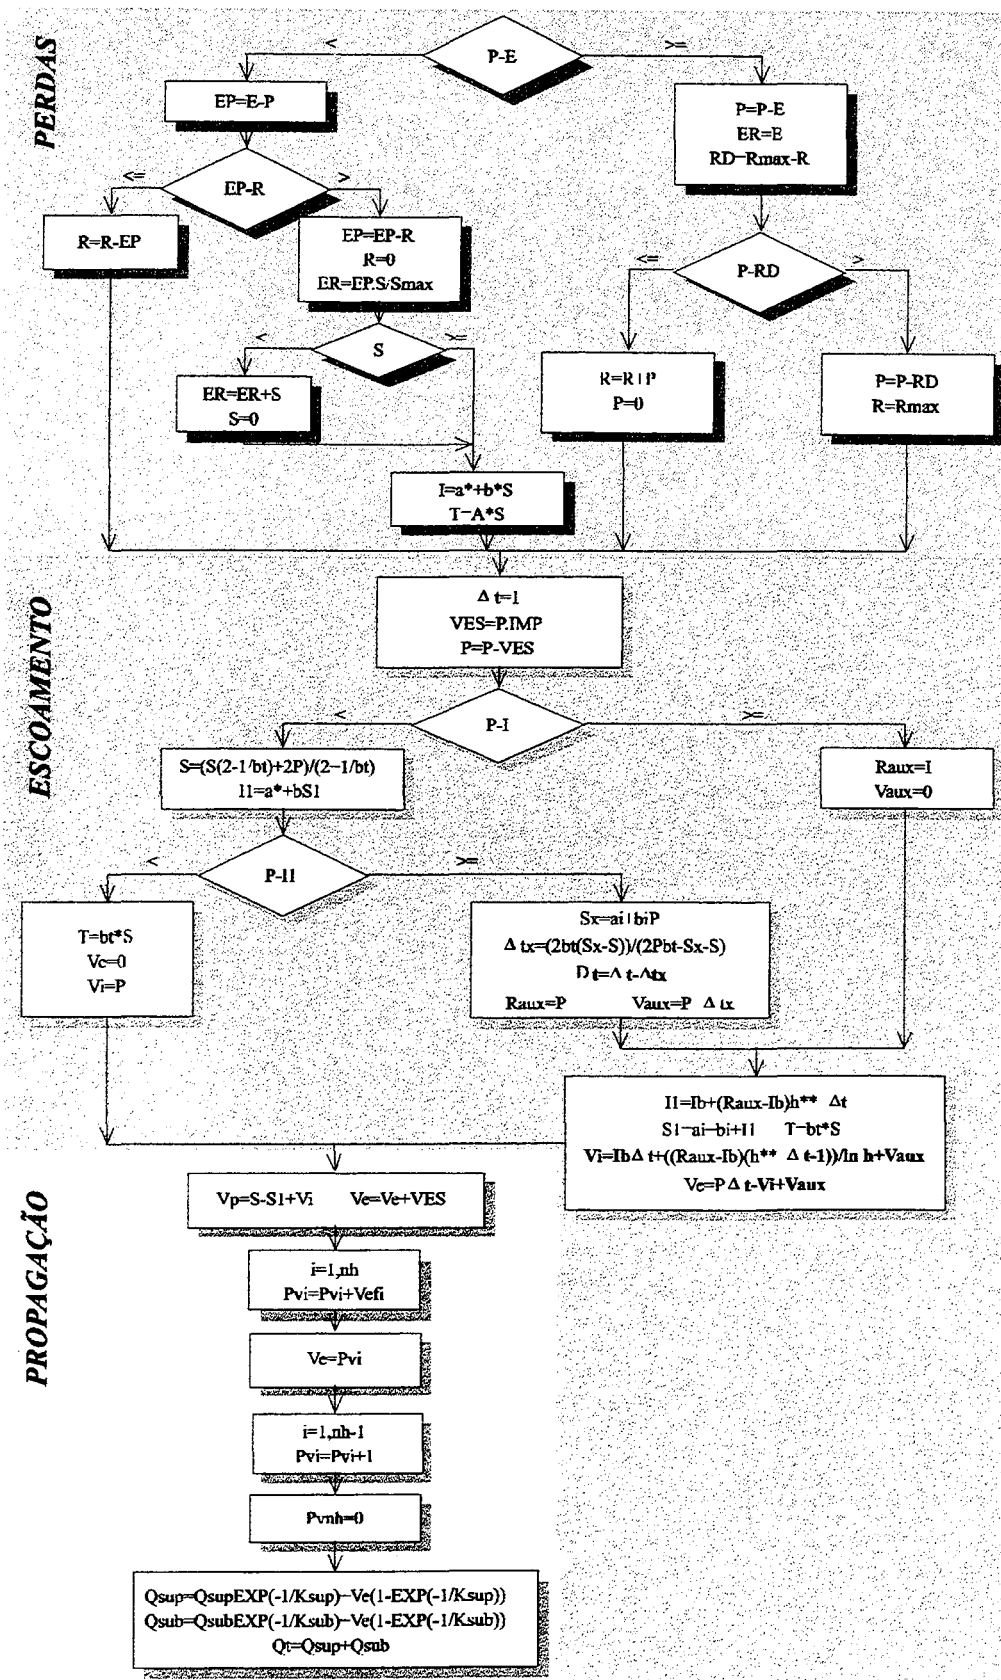 PERDAS
P-E
<
>=
EP=E-P
P=P-E
ER=E
RD=Rmax-R
EP-R
<=
>
R=R-EP
EP=EP-R
R=0
ER=EP.S/Smax
P-RD
<=
>
S
<
>=
ER=ER+S
S=0
R=R+P
P=0
P=P-RD
R=Rmax
I=a*+b*S
T=A*S
ESCOAMENTO
Δ t=1
VES=P.IMP
P=P-VES
P-I
<
>=
S=(S(2-1/bt)+2P)/(2-1/bt)
I1=a*+bS1
Raux=I
Vaux=0
P-I1
<
>=
T=bt*S
Ve=0
Vi=P
Sx=ai+biP
Δ tx=(2bt(Sx-S))/(2Pbt-Sx-S)
D t=Δ t-Δtx
Raux=P Vaux=P Δ tx
I1=Ib+(Raux-Ib)h** Δt
S1=ai-bi+I1 T=bt*S
Vi=Ib Δ t+((Raux-Ib)(h** Δ t-1))/ln h+Vaux
Ve=P Δ t-Vi+Vaux
PROPAGAÇÃO
Vp=S-S1+Vi Ve=Ve+VES
i=1,nh
Pvi=Pvi+Vefi
Ve=Pvi
i=1,nh-1
Pvi=Pvi+1
Pvnh=0
Qsup=QsupEXP(-1/Ksup)-Ve(1-EXP(-1/Ksup))
Qsub=QsubEXP(-1/Ksub)-Ve(1-EXP(-1/Ksub))
Qt=Qsup+Qsub